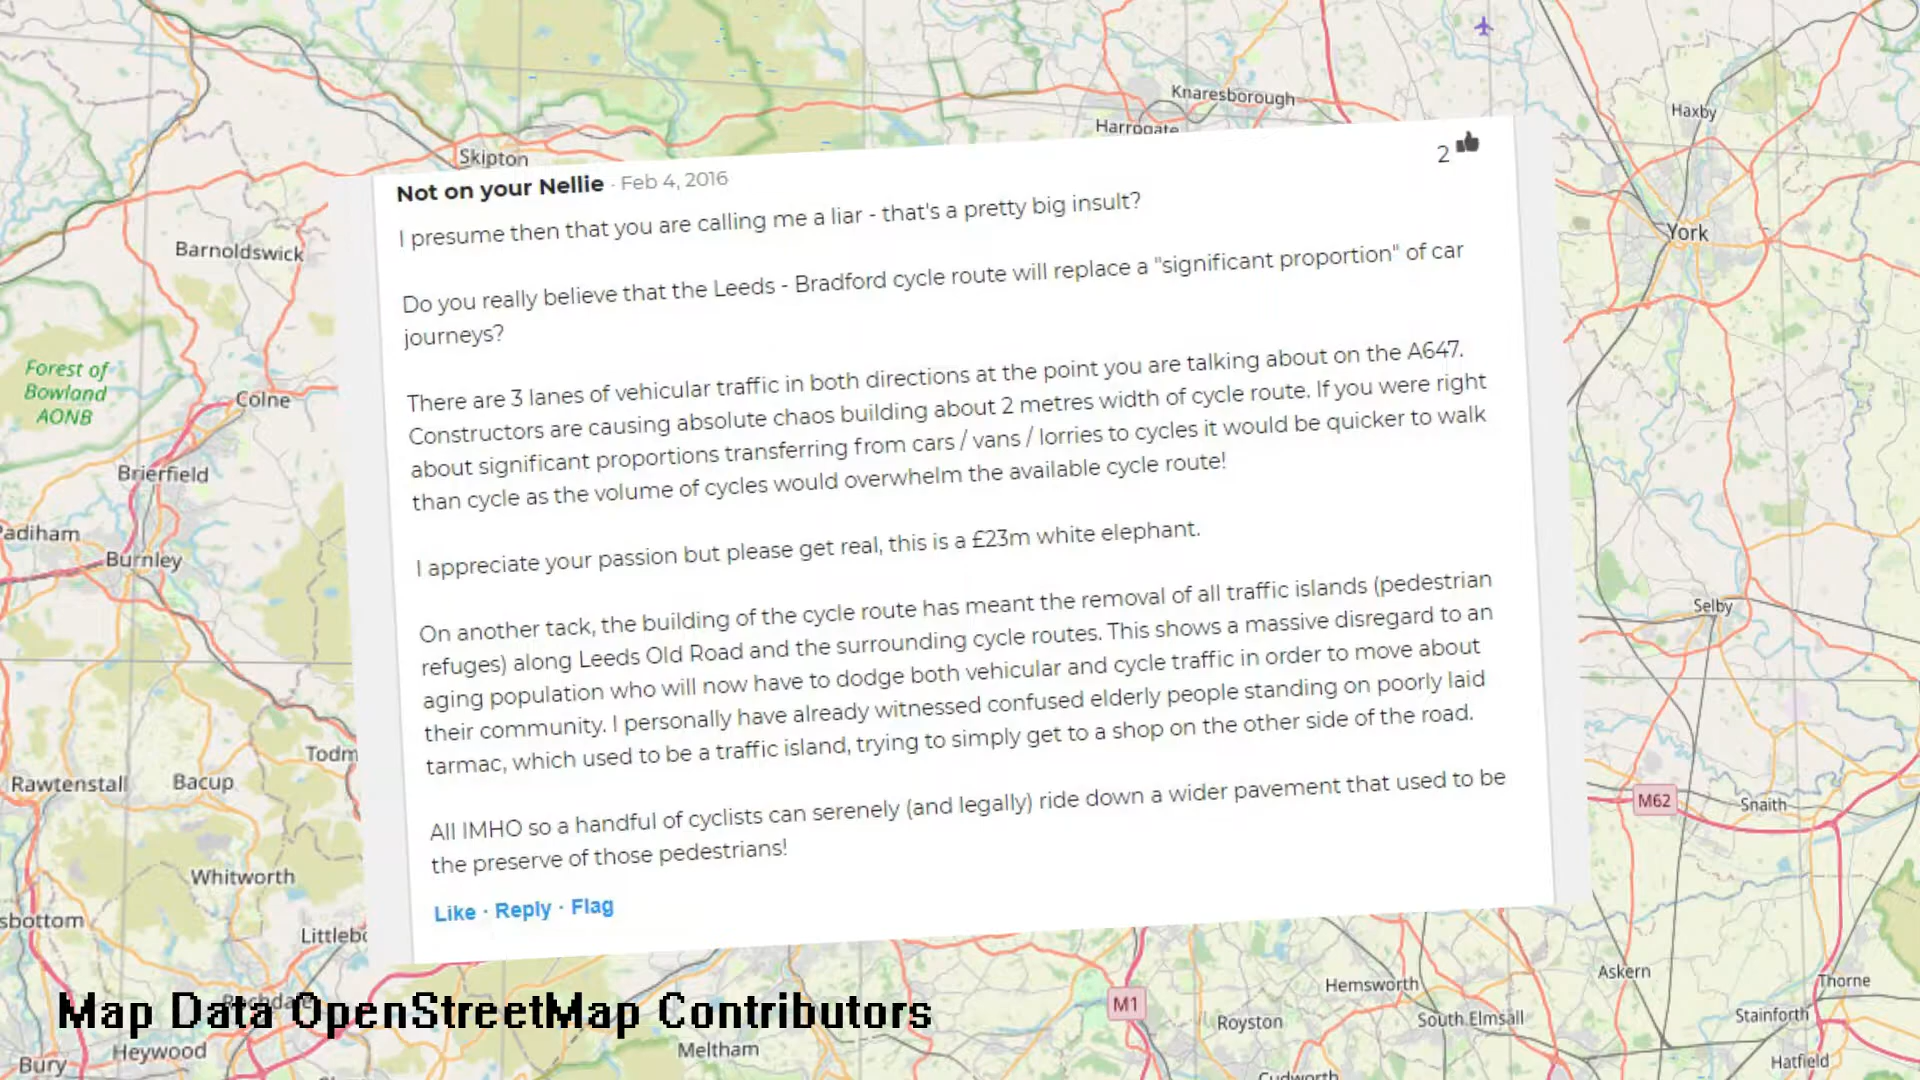 Knaresborough
Haxby
Harrogate
Skipton
2
Not on your Nellie · Feb 4, 2016
I presume then that you are calling me a liar - that's a pretty big insult?
Do you really believe that the Leeds - Bradford cycle route will replace a "significant proportion" of car
journeys?
There are 3 lanes of vehicular traffic in both directions at the point you are talking about on the A647.
Constructors are causing absolute chaos building about 2 metres width of cycle route. If you were right
about significant proportions transferring from cars / vans / lorries to cycles it would be quicker to walk
than cycle as the volume of cycles would overwhelm the available cycle route!
I appreciate your passion but please get real, this is a £23m white elephant.
On another tack, the building of the cycle route has meant the removal of all traffic islands (pedestrian
refuges) along Leeds Old Road and the surrounding cycle routes. This shows a massive disregard to an
aging population who will now have to dodge both vehicular and cycle traffic in order to move about
their community. I personally have already witnessed confused elderly people standing on poorly laid
tarmac, which used to be a traffic island, trying to simply get to a shop on the other side of the road.
All IMHO so a handful of cyclists can serenely (and legally) ride down a wider pavement that used to be
the preserve of those pedestrians!
Like · Reply · Flag
Barnoldswick
York
Forest of
Bowland
AONB
Colne
Brierfield
Padiham
Burnley
Selby
Todm
Rawtenstall
Bacup
M62
Snaith
Whitworth
sbottom
Littlebo
Askern
Thorne
Hemsworth
M1
Map Data OpenStreetMap Contributors
Royston
South Elmsall
Stainforth
Heywood
Meltham
Bury
Hatfield
Cudworth